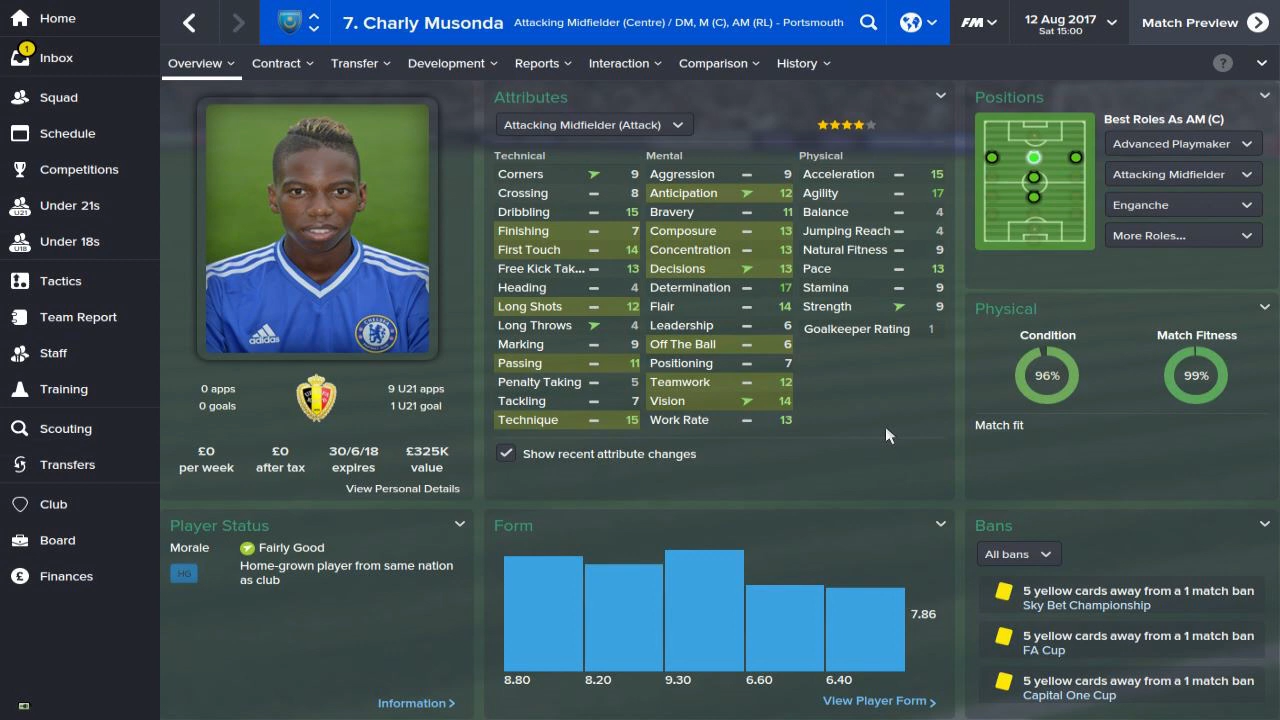 Home
1
Inbox
Squad
Schedule
Competitions
U21
Under 21s
U18
Under 18s
Tactics
Team Report
Staff
Training
Scouting
Transfers
Club
Board
£
Finances
7. Charly Musonda
Attacking Midfielder (Centre) / DM, M (C), AM (RL) - Portsmouth
FM
12 Aug 2017
Sat 15:00
Match Preview
Overview
Contract
Transfer
Development
Reports
Interaction
Comparison
History
?
adidas
0 apps
9 U21 apps
0 goals
1 U21 goal
£0
per week
£0
after tax
30/6/18
expires
£325K
value
View Personal Details
Attributes
Attacking Midfielder (Attack)
Technical
Corners 9
Crossing 8
Dribbling 15
Finishing 7
First Touch 14
Free Kick Tak... 13
Heading 4
Long Shots 12
Long Throws 4
Marking 9
Passing 11
Penalty Taking 5
Tackling 7
Technique 15
Mental
Aggression 9
Anticipation 12
Bravery 11
Composure 13
Concentration 13
Decisions 13
Determination 17
Flair 14
Leadership 6
Off The Ball 6
Positioning 7
Teamwork 12
Vision 14
Work Rate 13
Physical
Acceleration 15
Agility 17
Balance 4
Jumping Reach 4
Natural Fitness 9
Pace 13
Stamina 9
Strength 9
Goalkeeper Rating 1
Show recent attribute changes
Positions
Best Roles As AM (C)
Advanced Playmaker
Attacking Midfielder
Enganche
More Roles...
Physical
Condition
96%
Match Fitness
99%
Match fit
Player Status
Morale
Fairly Good
HG
Home-grown player from same nation
as club
Information >
Form
7.86
8.80 8.20 9.30 6.60 6.40
View Player Form >
Bans
All bans
5 yellow cards away from a 1 match ban
Sky Bet Championship
5 yellow cards away from a 1 match ban
FA Cup
5 yellow cards away from a 1 match ban
Capital One Cup